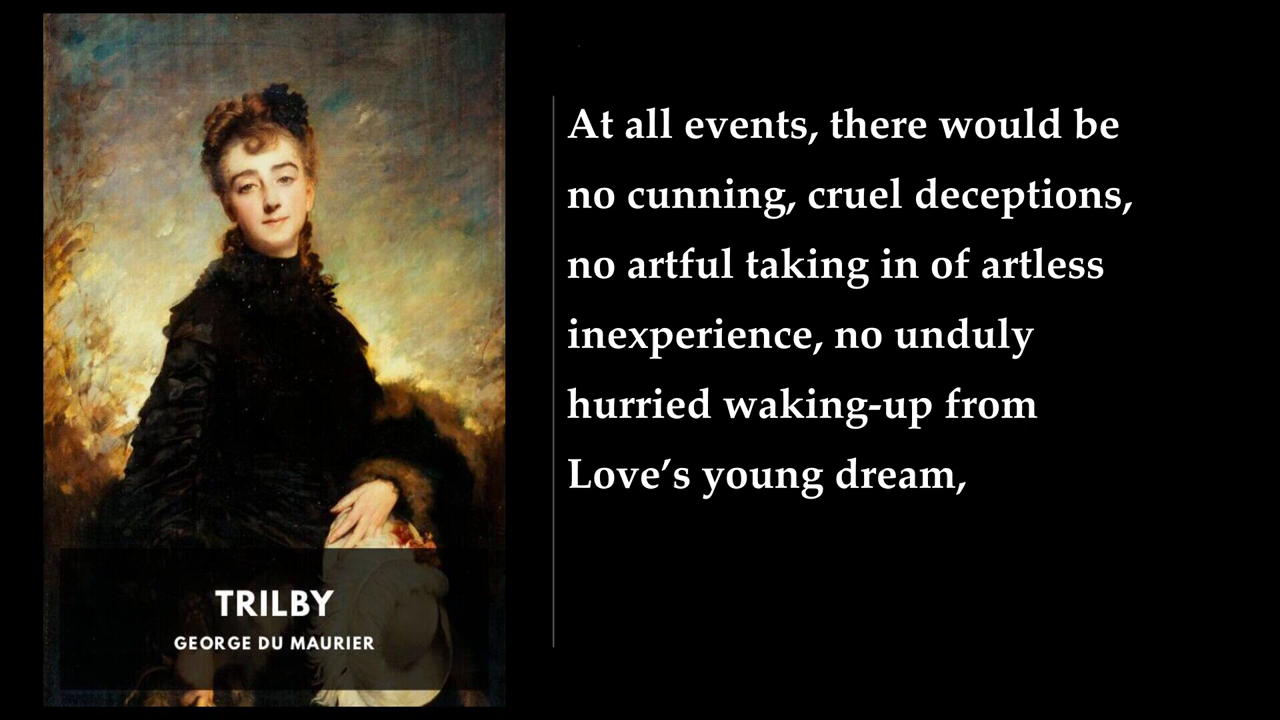 TRILBY
GEORGE DU MAURIER
At all events, there would be
no cunning, cruel deceptions,
no artful taking in of artless
inexperience, no unduly
hurried waking-up from
Love’s young dream,